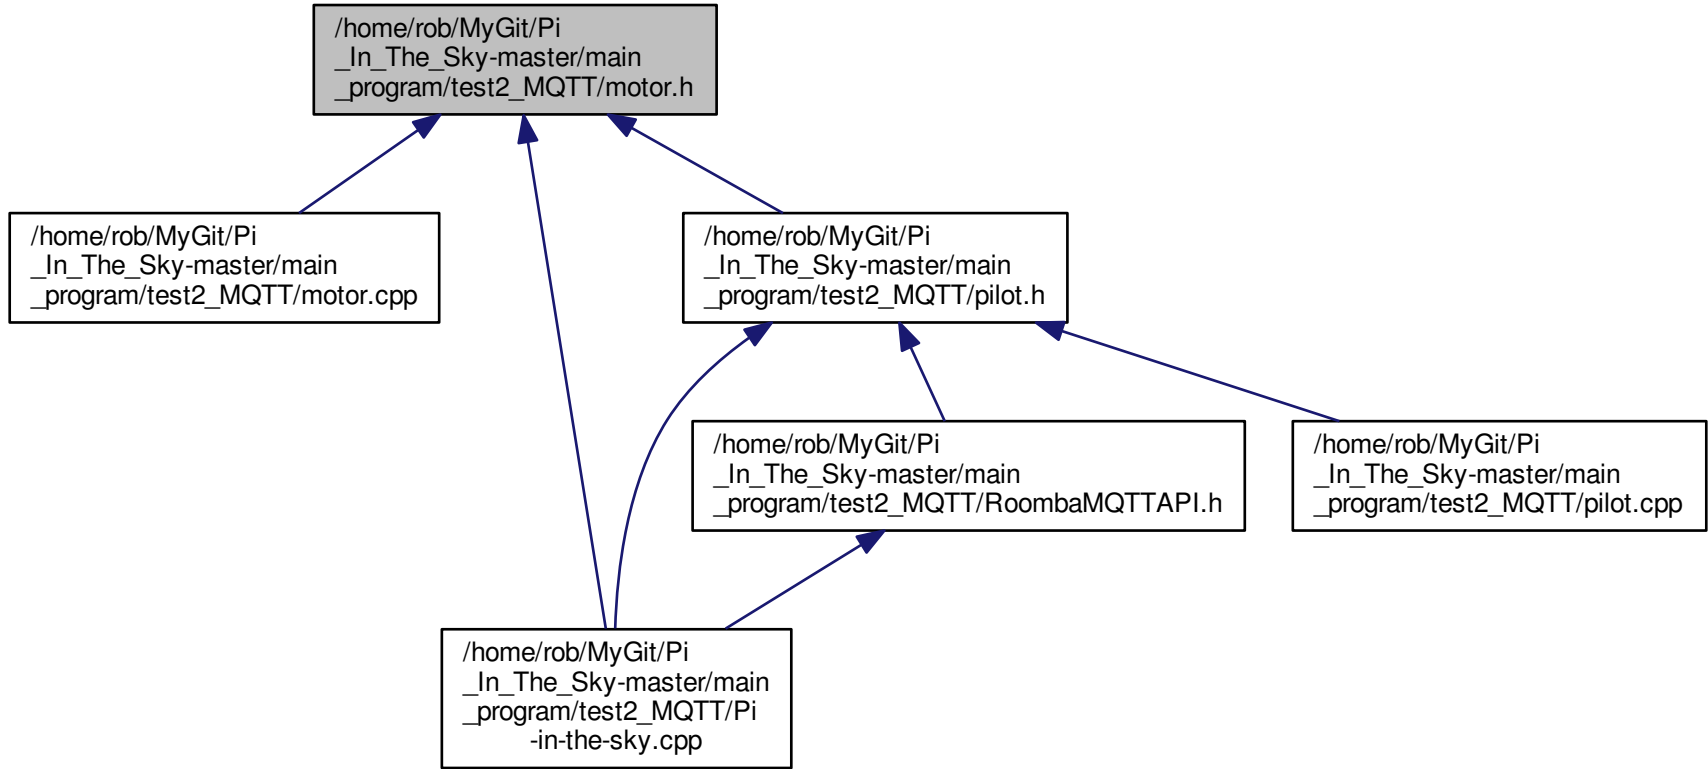 /home/rob/MyGit/Pi
_In_The_Sky-master/main
_program/test2_MQTT/motor.h
/home/rob/MyGit/Pi
_In_The_Sky-master/main
_program/test2_MQTT/motor.cpp
/home/rob/MyGit/Pi
_In_The_Sky-master/main
_program/test2_MQTT/pilot.h
/home/rob/MyGit/Pi
_In_The_Sky-master/main
_program/test2_MQTT/RoombaMQTTAPI.h
/home/rob/MyGit/Pi
_In_The_Sky-master/main
_program/test2_MQTT/pilot.cpp
/home/rob/MyGit/Pi
_In_The_Sky-master/main
_program/test2_MQTT/Pi
-in-the-sky.cpp